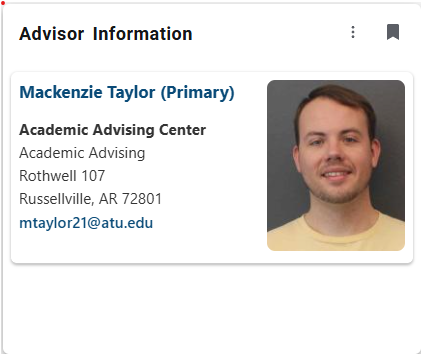 Advisor Information
Mackenzie Taylor (Primary)
Academic Advising Center
Academic Advising
Rothwell 107
Russellville, AR 72801
mtaylor21@atu.edu